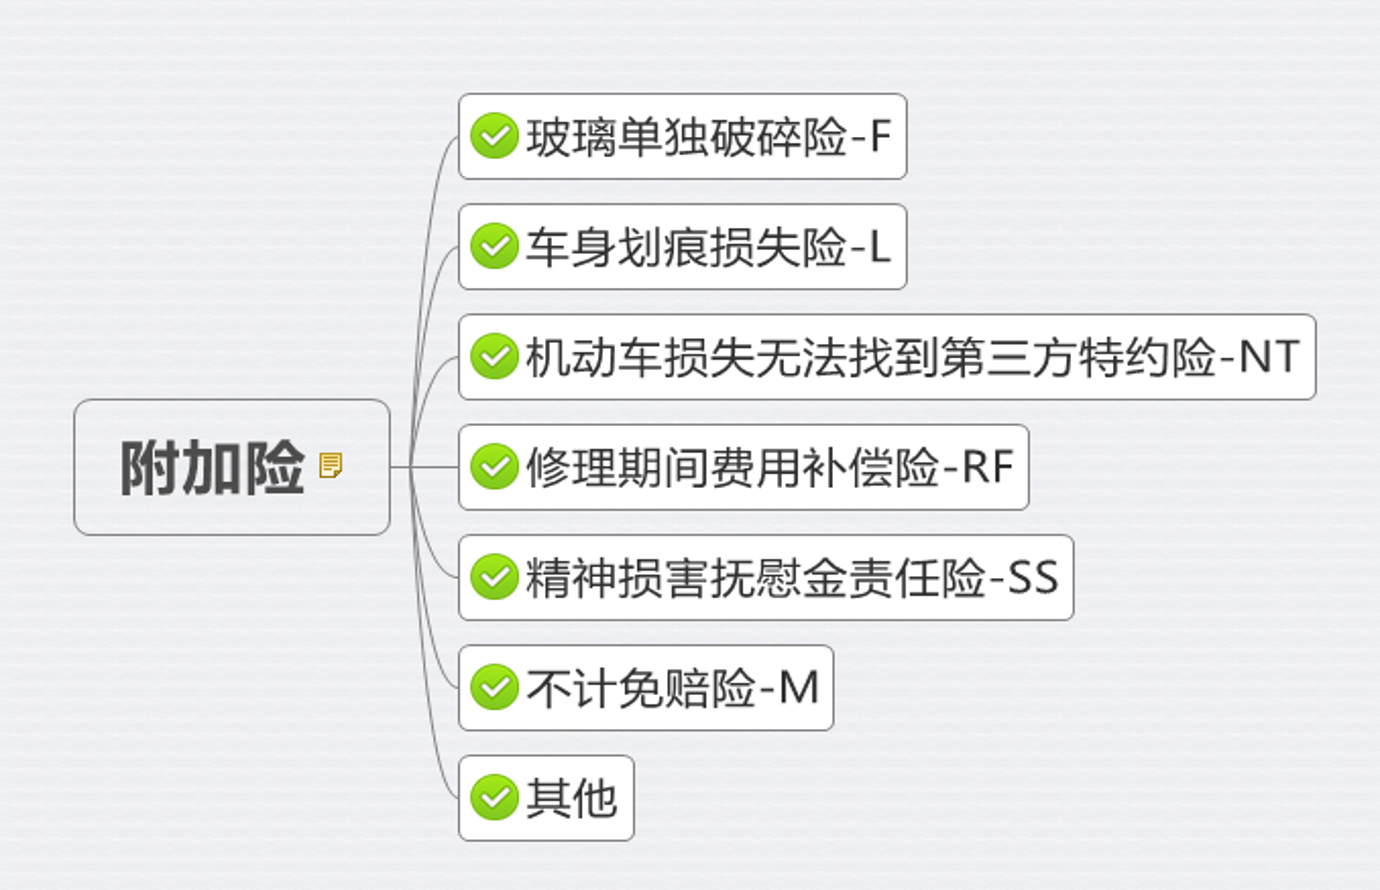 附加险
玻璃单独破碎险-F
车身划痕损失险-L
机动车损失无法找到第三方特约险-NT
修理期间费用补偿险-RF
精神损害抚慰金责任险-SS
不计免赔险-M
其他